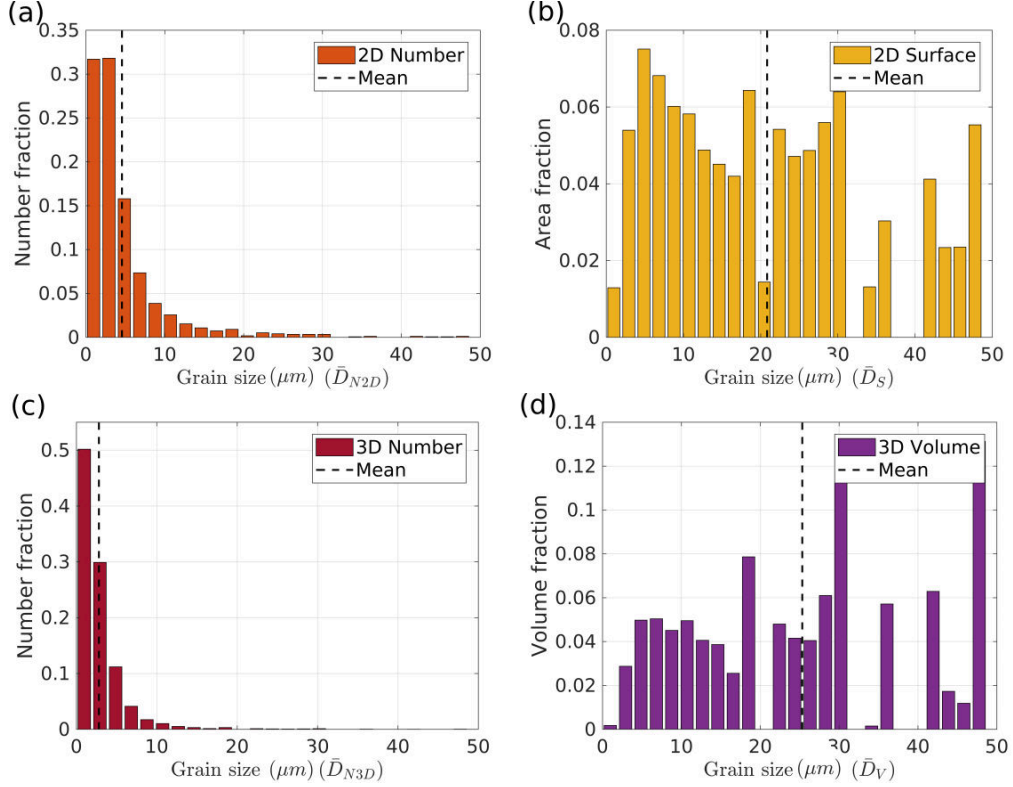 (a)
0.35
0.3
0.25
0.2
0.15
0.1
0.05
0
Number fraction
2D Number
Mean
0 10 20 30 40 50
Grain size (μm) (D̄_N2D)
(b)
0.08
0.06
0.04
0.02
0
Area fraction
2D Surface
Mean
0 10 20 30 40 50
Grain size (μm) (D̄_S)
(c)
0.5
0.4
0.3
0.2
0.1
0
Number fraction
3D Number
Mean
0 10 20 30 40 50
Grain size (μm) (D̄_N3D)
(d)
0.14
0.12
0.1
0.08
0.06
0.04
0.02
0
Volume fraction
3D Volume
Mean
0 10 20 30 40 50
Grain size (μm) (D̄_V)